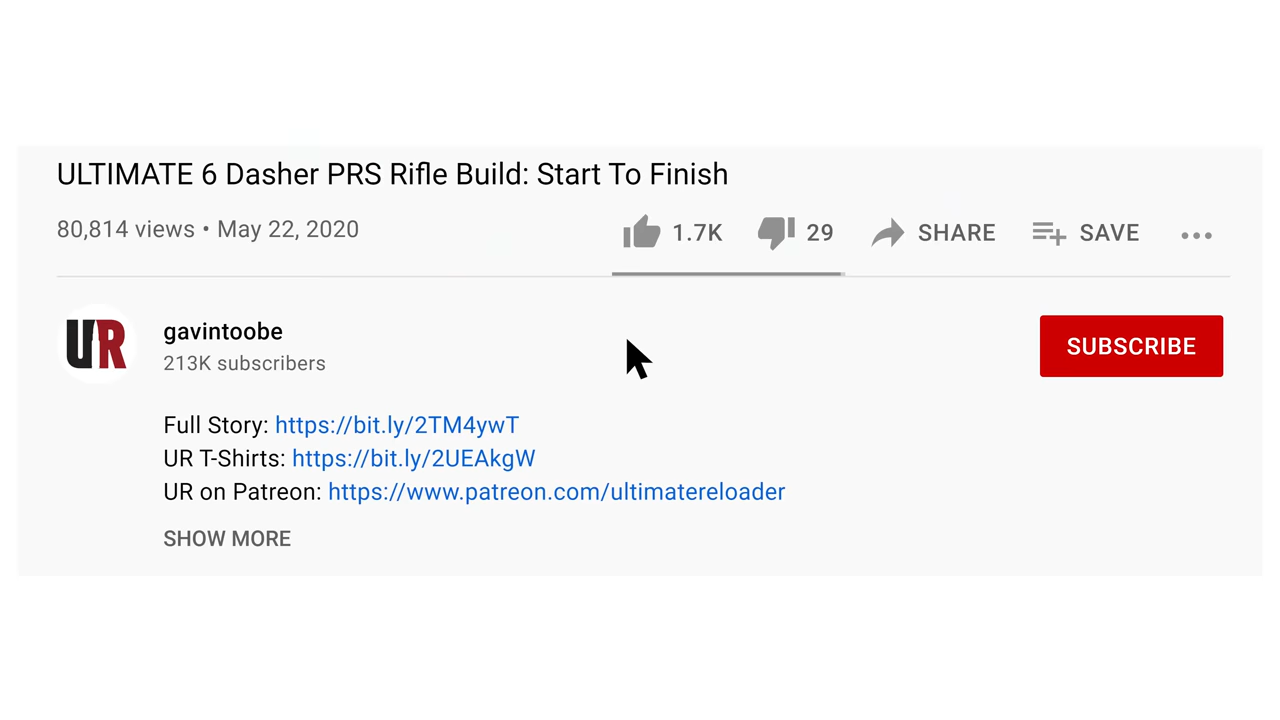 ULTIMATE 6 Dasher PRS Rifle Build: Start To Finish
80,814 views • May 22, 2020
1.7K 29 SHARE SAVE
UR
gavintoobe
213K subscribers
SUBSCRIBE
Full Story: https://bit.ly/2TM4ywT
UR T-Shirts: https://bit.ly/2UEAkgW
UR on Patreon: https://www.patreon.com/ultimatereloader
SHOW MORE